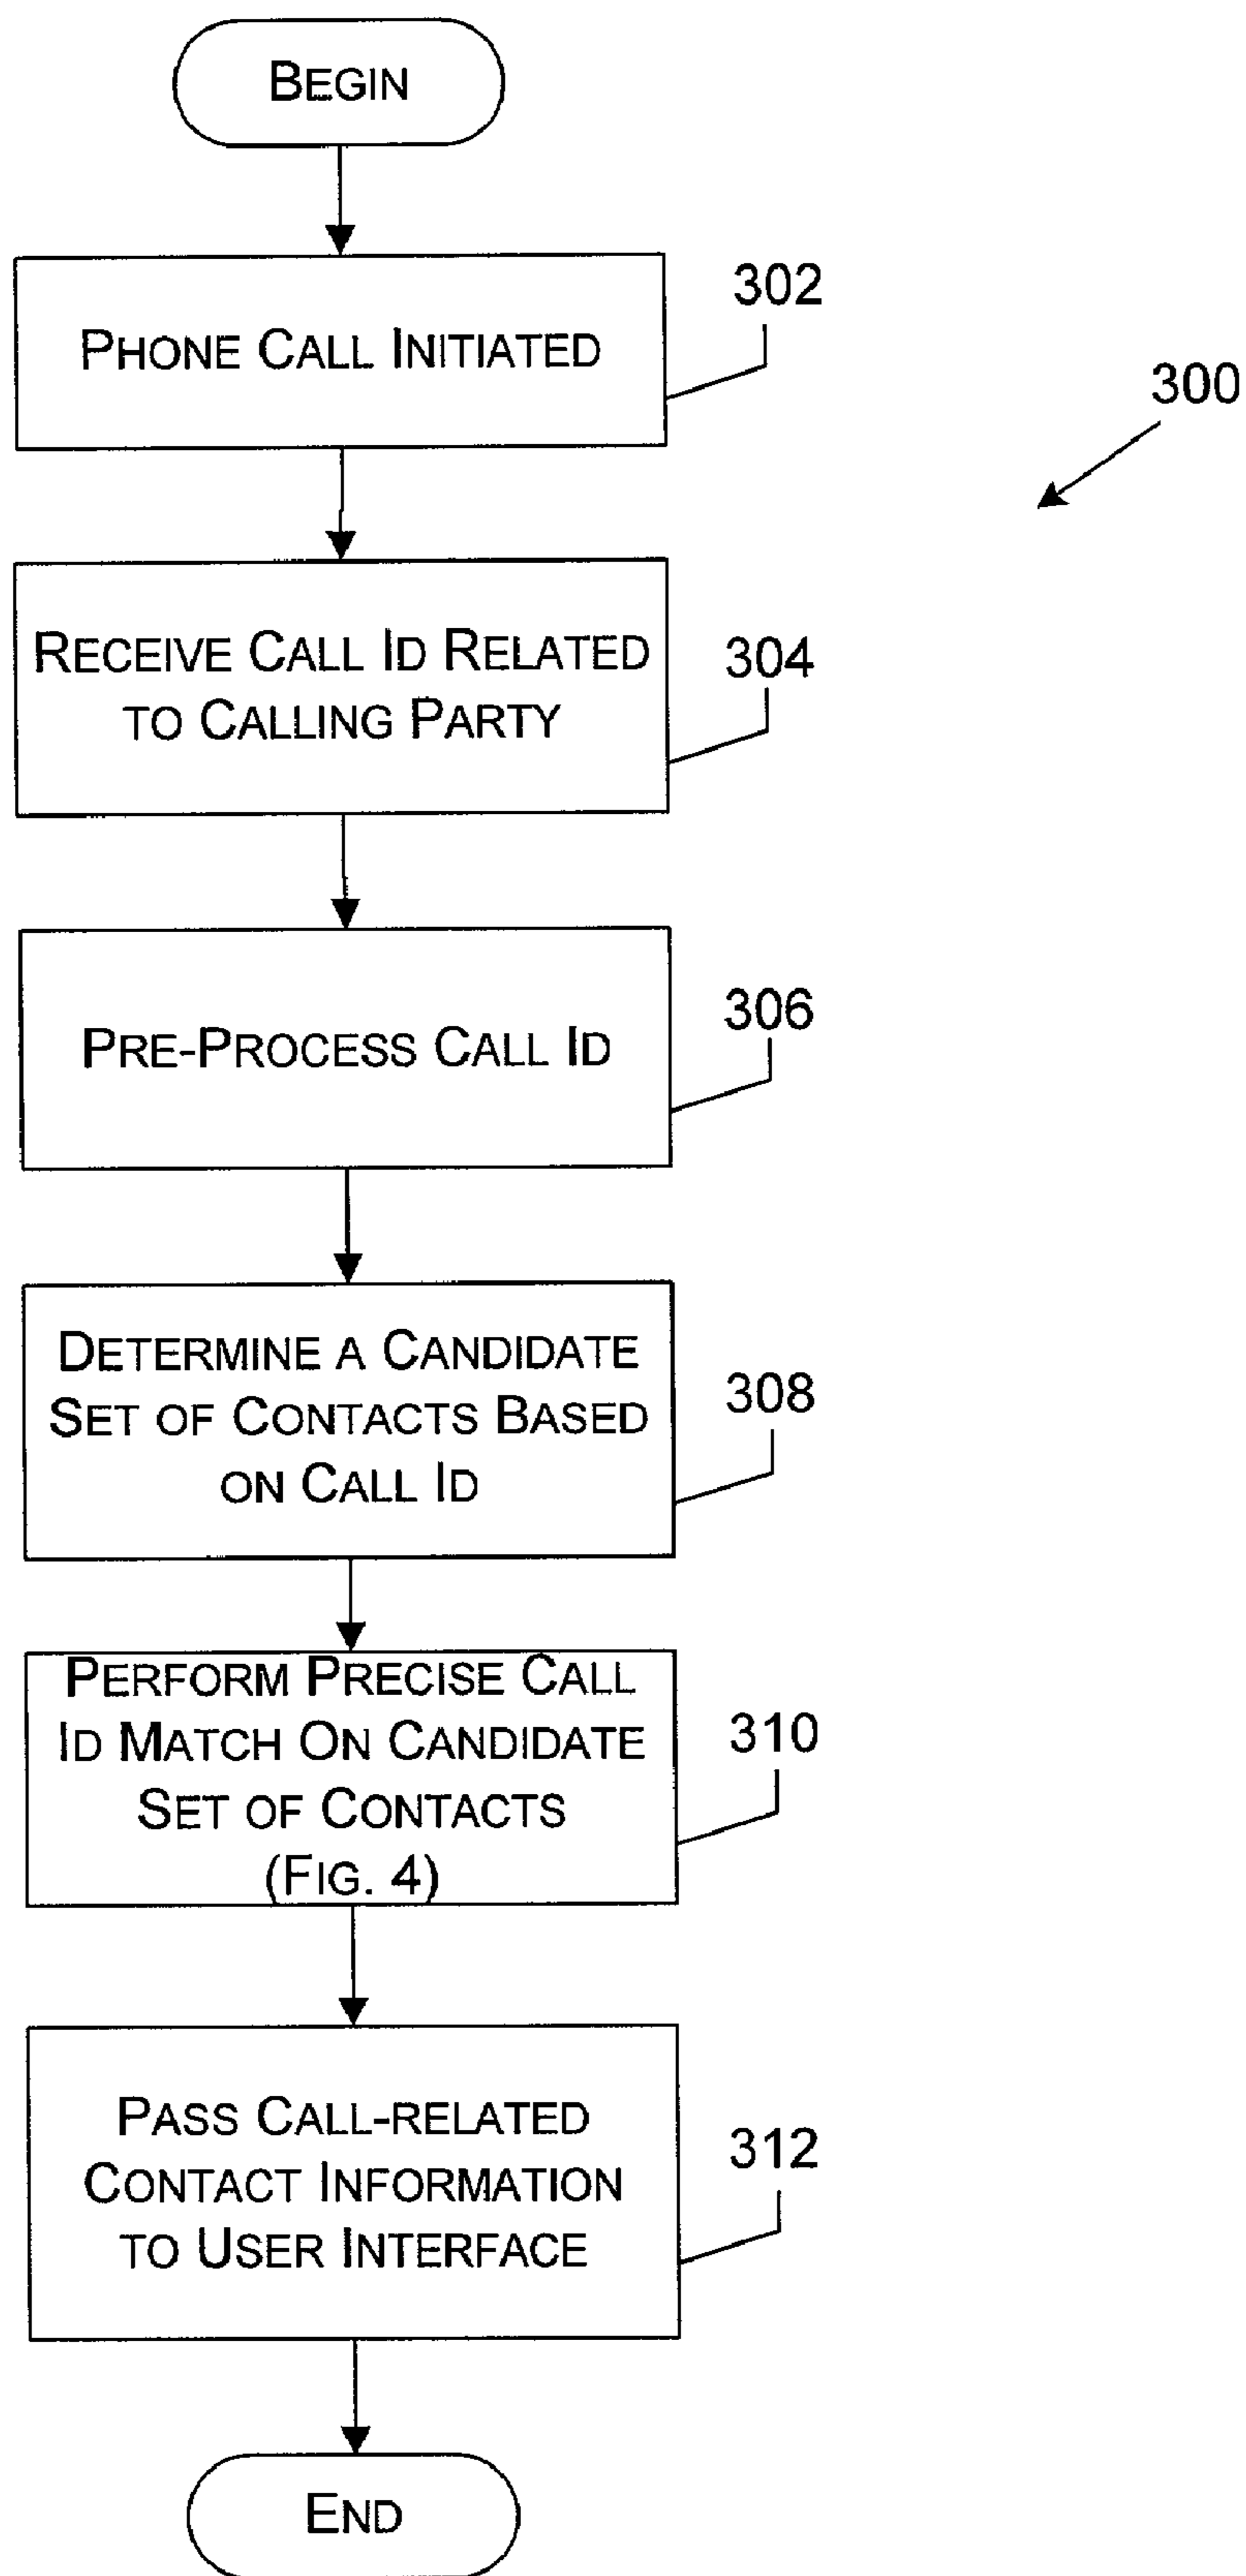 BEGIN
PHONE CALL INITIATED
302
300
RECEIVE CALL ID RELATED
TO CALLING PARTY
304
PRE-PROCESS CALL ID
306
DETERMINE A CANDIDATE
SET OF CONTACTS BASED
ON CALL ID
308
PERFORM PRECISE CALL
ID MATCH ON CANDIDATE
SET OF CONTACTS
(FIG. 4)
310
PASS CALL-RELATED
CONTACT INFORMATION
TO USER INTERFACE
312
END